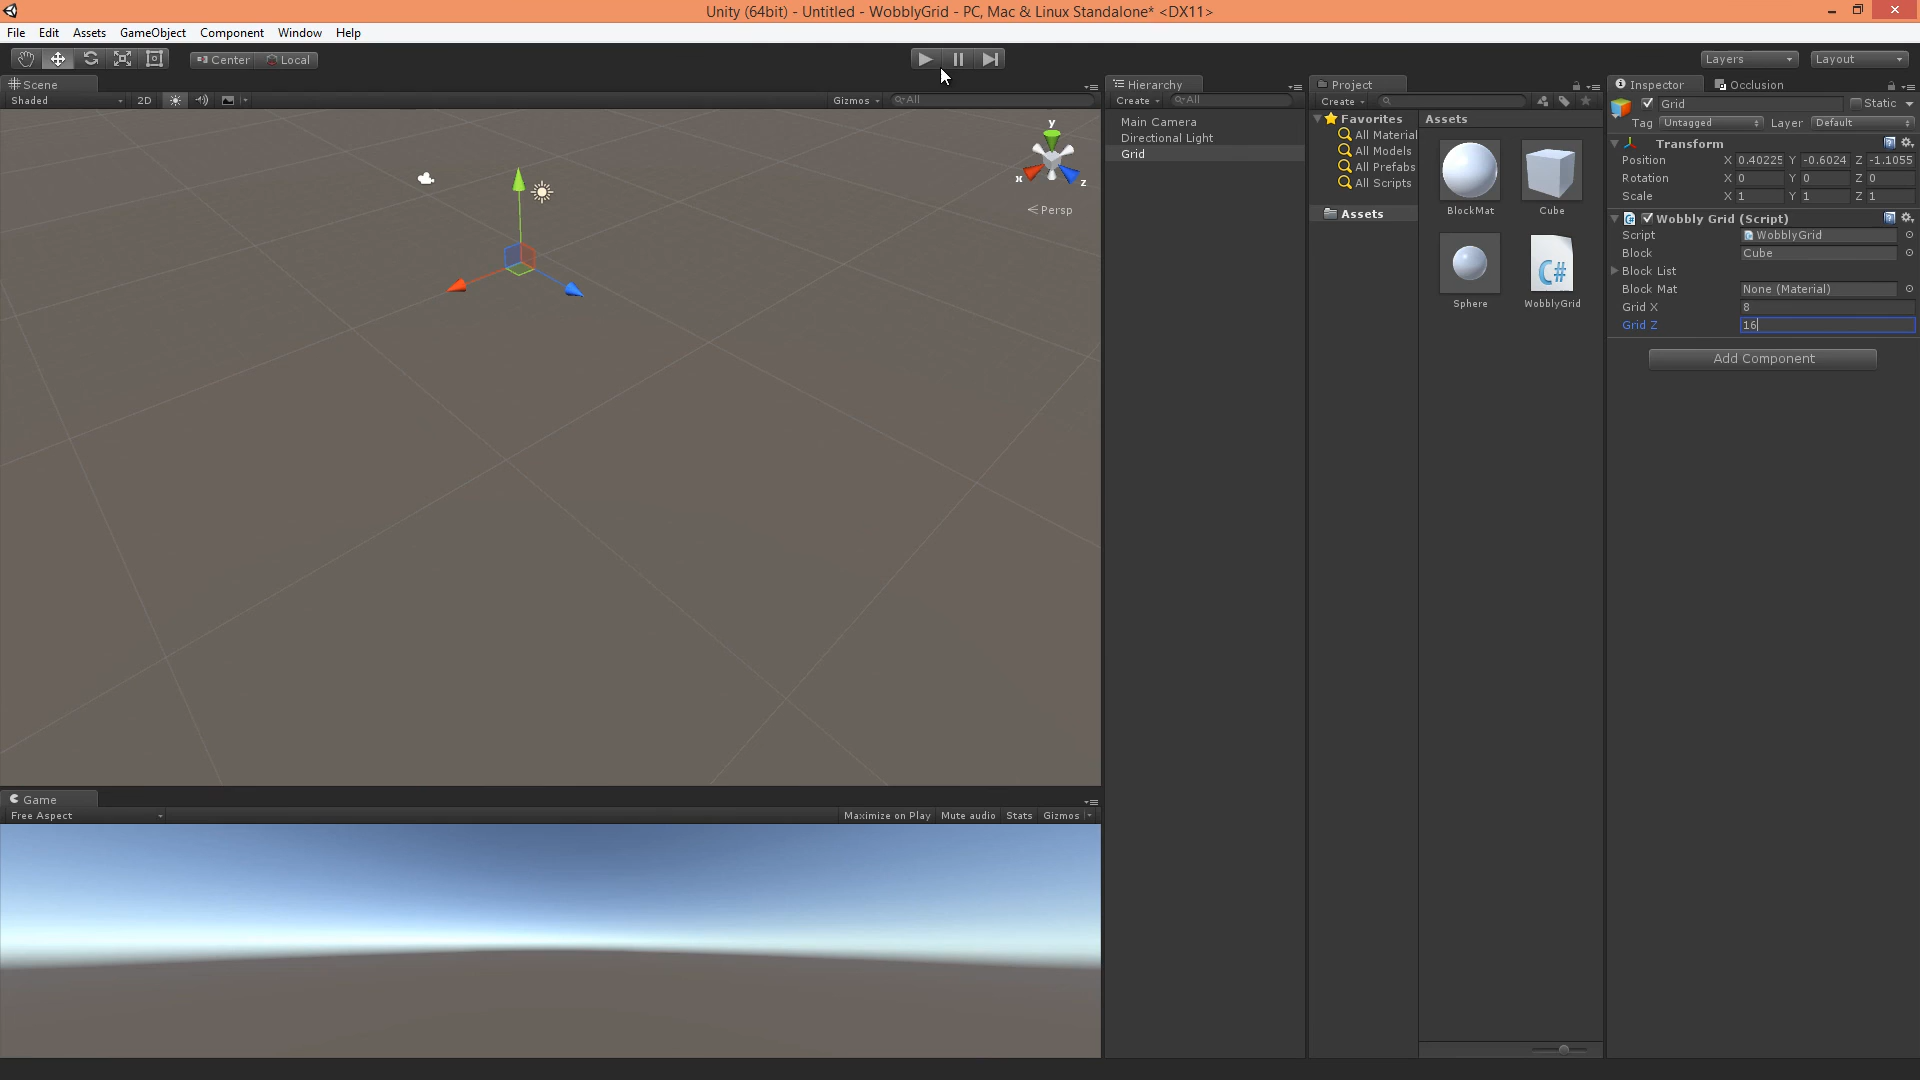 Unity (64bit) - Untitled - WobblyGrid - PC, Mac & Linux Standalone* <DX11>
File Edit Assets GameObject Component Window Help
Center Local
Layers Layout
Scene
Shaded 2D Gizmos All
y
x
z
Persp
Game
Free Aspect Maximize on Play Mute audio Stats Gizmos
Hierarchy
Create All
Main Camera
Directional Light
Grid
Project
Create
Favorites
All Material
All Models
All Prefabs
All Scripts
Assets
Assets
BlockMat Cube
C#
Sphere WobblyGrid
Inspector Occlusion
Grid Static
Tag Untagged Layer Default
Transform
Position X 0.40225 Y -0.6024 Z -1.1055
Rotation X 0 Y 0 Z 0
Scale X 1 Y 1 Z 1
C# Wobbly Grid (Script)
Script WobblyGrid
Block Cube
Block List
Block Mat None (Material)
Grid X 8
Grid Z 16
Add Component